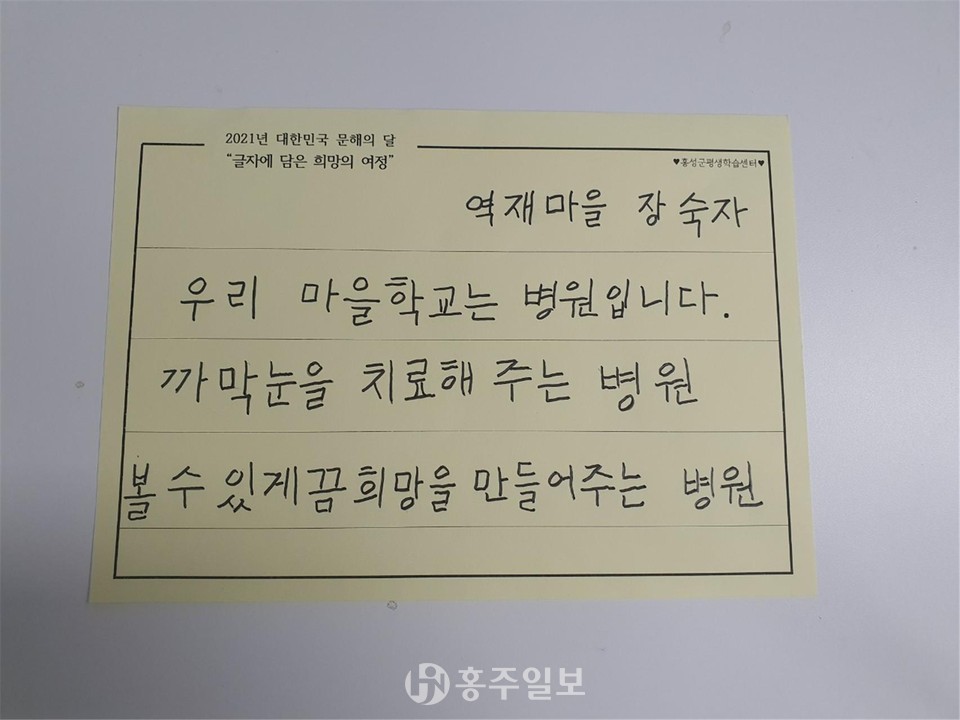 2021년 대한민국 문해의 달
"글자에 담은 희망의 여정"
♥홍성군평생학습센터♥
역재마을 장숙자
우리 마을학교는 병원입니다.
까막눈을 치료해 주는 병원
볼 수 있게끔 희망을 만들어주는 병원
홍주일보